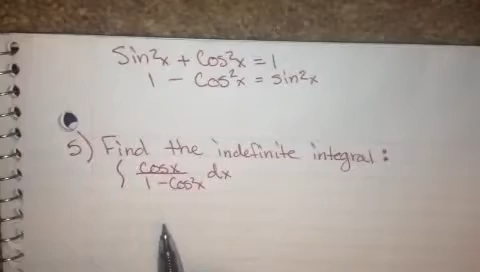 Sin²x + Cos²x = 1
1 - Cos²x = sin²x
5) Find the indefinite integral :
∫ cosx / 1-Cos²x dx